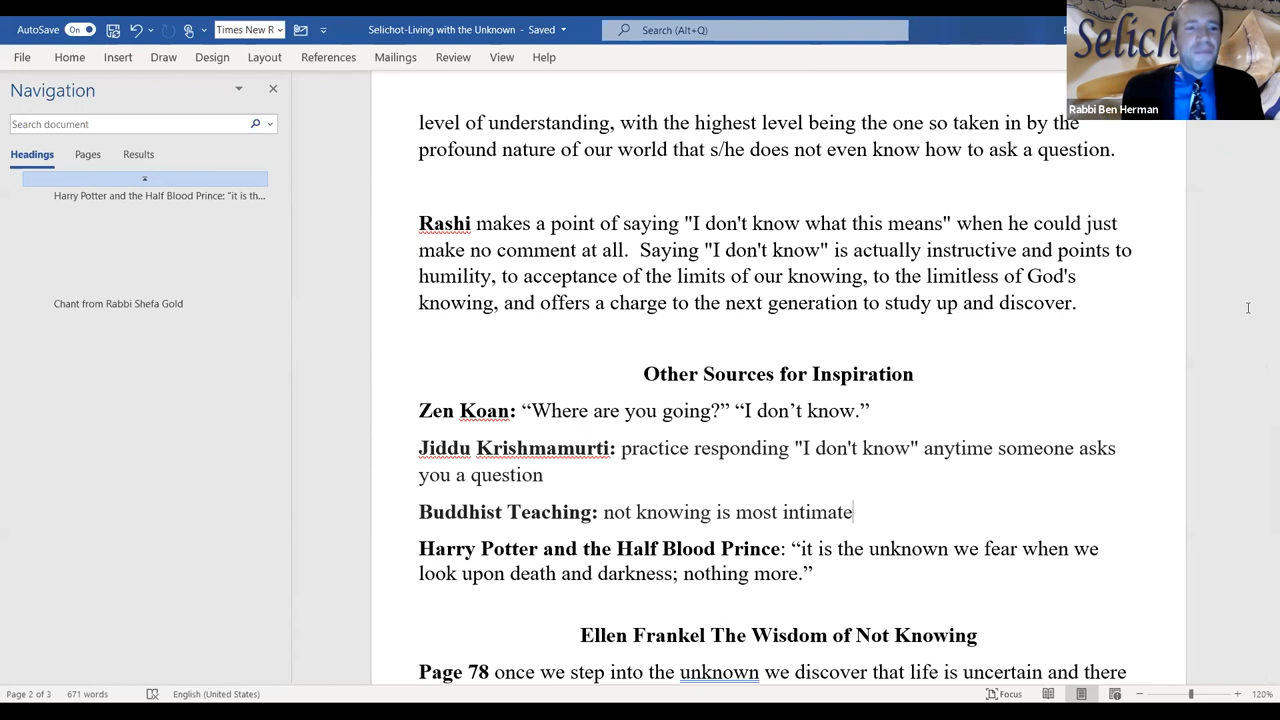 AutoSave On Times New R Selichot-Living with the Unknown - Saved Search (Alt+Q)
Selich
Rabbi Ben Herman
File Home Insert Draw Design Layout References Mailings Review View Help
Navigation
Search document
Headings Pages Results
Harry Potter and the Half Blood Prince: "it is th...
Chant from Rabbi Shefa Gold
level of understanding, with the highest level being the one so taken in by the
profound nature of our world that s/he does not even know how to ask a question.
Rashi makes a point of saying "I don't know what this means" when he could just
make no comment at all.  Saying "I don't know" is actually instructive and points to
humility, to acceptance of the limits of our knowing, to the limitless of God's
knowing, and offers a charge to the next generation to study up and discover.
Other Sources for Inspiration
Zen Koan: “Where are you going?” “I don’t know.”
Jiddu Krishmamurti: practice responding "I don't know" anytime someone asks
you a question
Buddhist Teaching: not knowing is most intimate
Harry Potter and the Half Blood Prince: “it is the unknown we fear when we
look upon death and darkness; nothing more.”
Ellen Frankel The Wisdom of Not Knowing
Page 78 once we step into the unknown we discover that life is uncertain and there
Page 2 of 3 671 words English (United States) Focus 120%